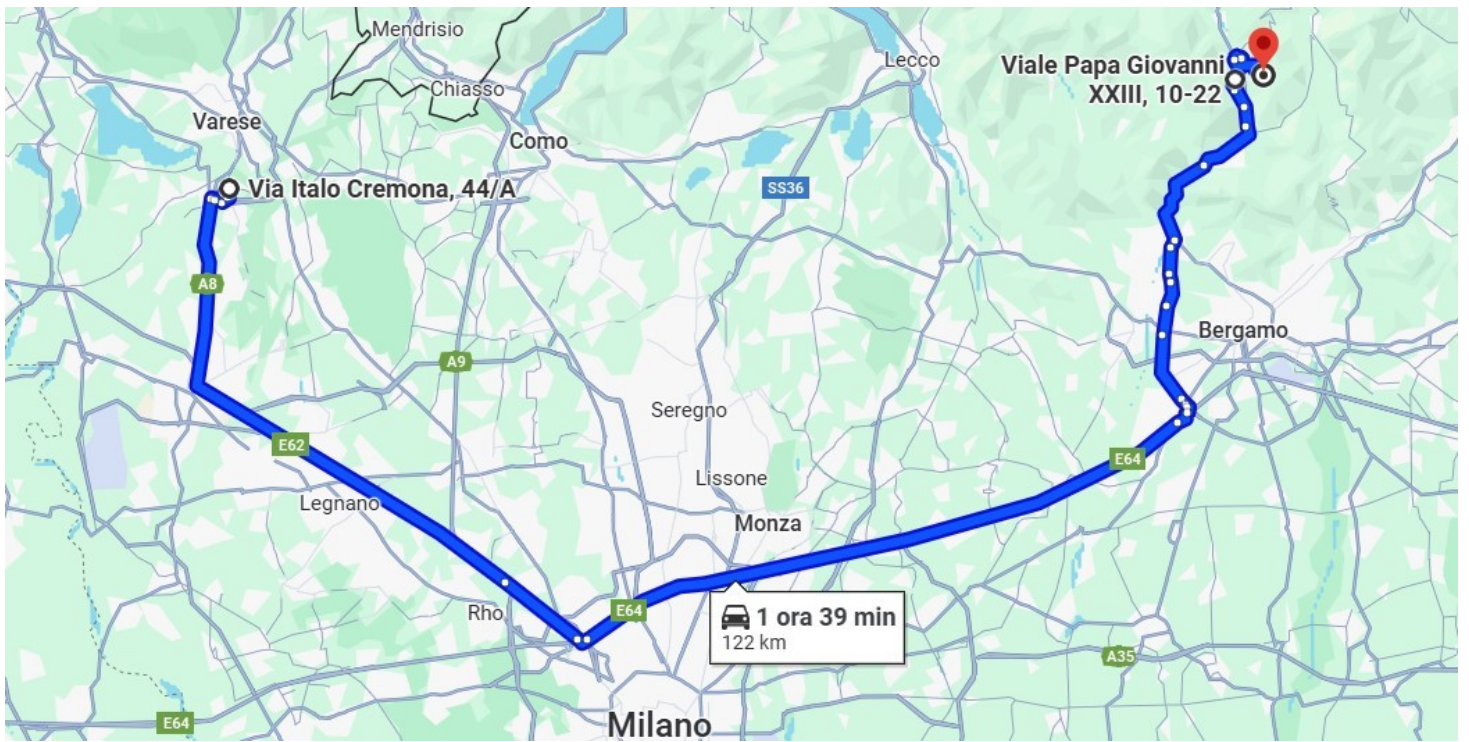 Mendrisio
Lecco
Viale Papa Giovanni
XXIII, 10-22
Chiasso
Varese
Como
Via Italo Cremona, 44/A
SS36
A8
Bergamo
A9
Seregno
E62
E64
Lissone
Legnano
Monza
Rho
E64
1 ora 39 min
122 km
A35
E64
Milano